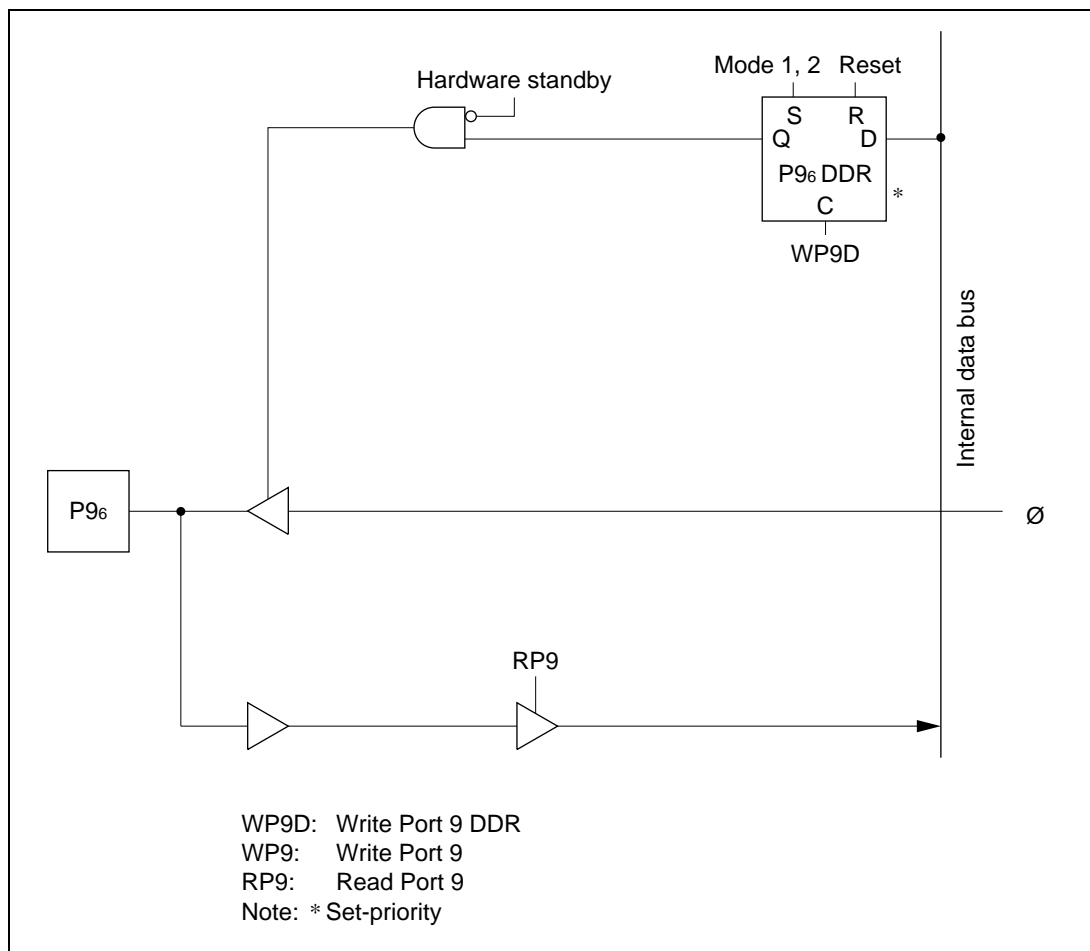 Mode 1, 2 Reset
Hardware standby
S R
Q D
P96 DDR
*
C
WP9D
Internal data bus
P96
Ø
RP9
WP9D: Write Port 9 DDR
WP9: Write Port 9
RP9: Read Port 9
Note: * Set-priority